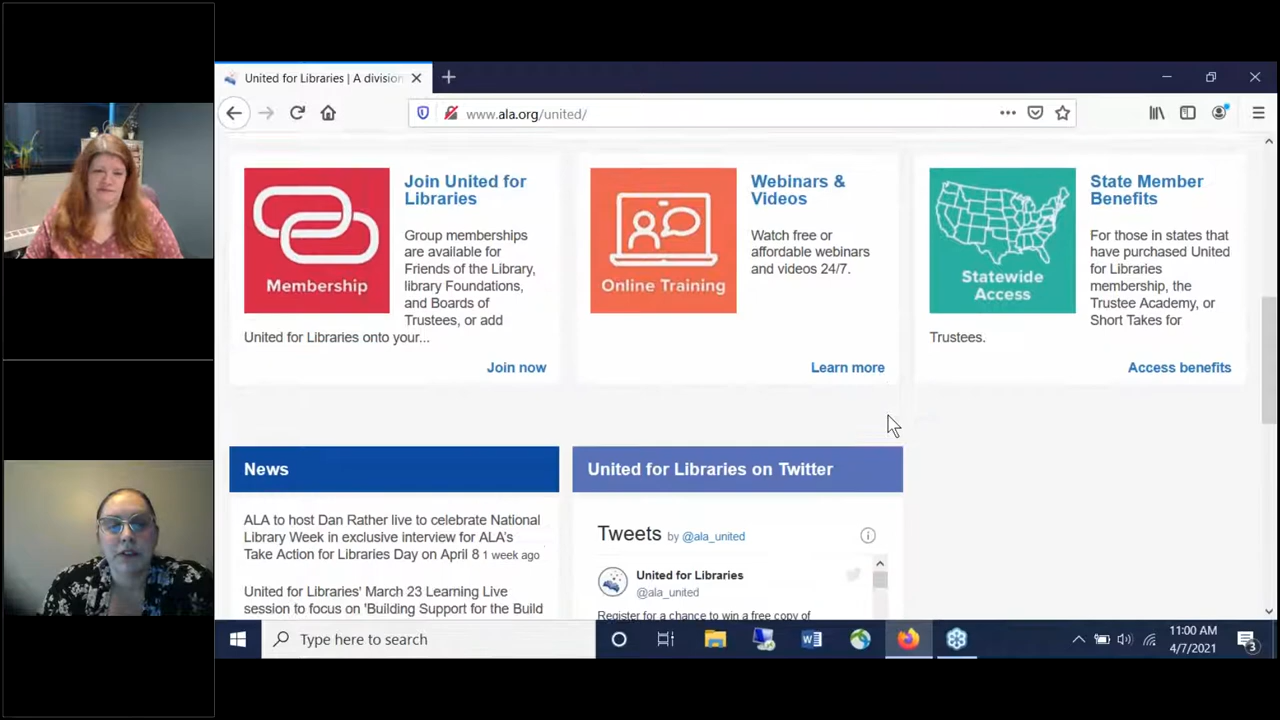 United for Libraries | A division
www.ala.org/united/
Membership
Join United for
Libraries
Group memberships
are available for
Friends of the Library,
library Foundations,
and Boards of
Trustees, or add
United for Libraries onto your...
Join now
Online Training
Webinars &
Videos
Watch free or
affordable webinars
and videos 24/7.
Learn more
Statewide
Access
State Member
Benefits
For those in states that
have purchased United
for Libraries
membership, the
Trustee Academy, or
Short Takes for
Trustees.
Access benefits
News
ALA to host Dan Rather live to celebrate National
Library Week in exclusive interview for ALA's
Take Action for Libraries Day on April 8 1 week ago
United for Libraries' March 23 Learning Live
session to focus on 'Building Support for the Build
United for Libraries on Twitter
Tweets by @ala_united
United for Libraries
@ala_united
Register for a chance to win a free copy of
Type here to search
11:00 AM
4/7/2021
3